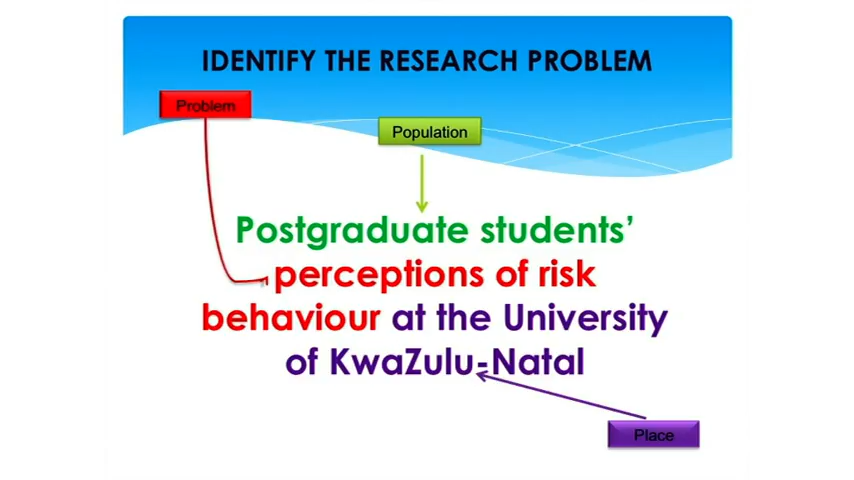 IDENTIFY THE RESEARCH PROBLEM
Problem
Population
Postgraduate students’
perceptions of risk
behaviour at the University
of KwaZulu-Natal
Place